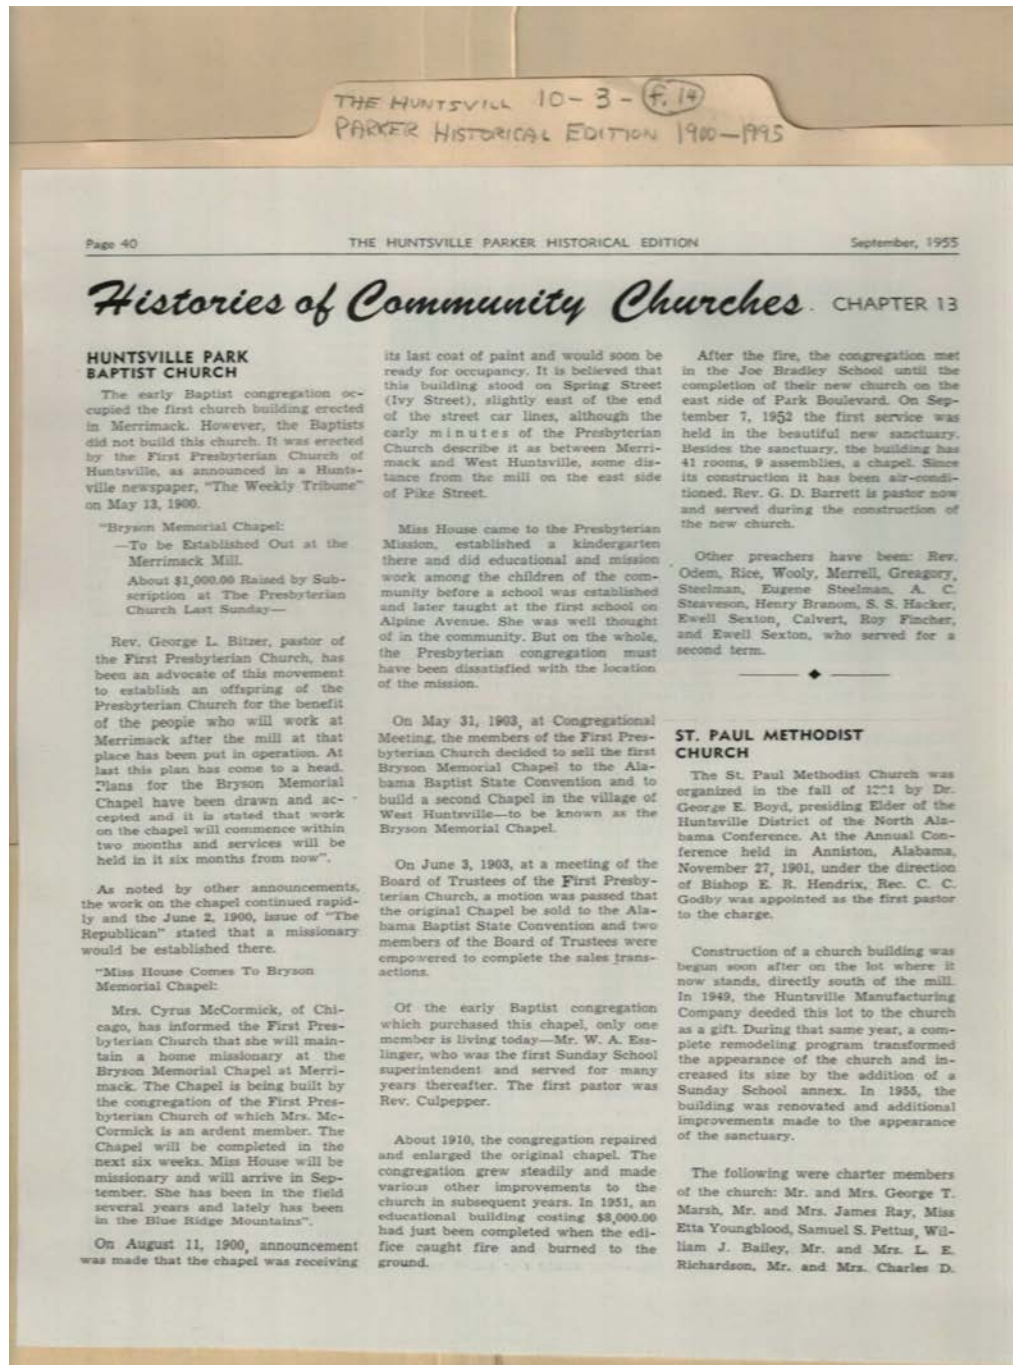 THE HUNTSVILL 10-3-f.14
PARKER HISTORICAL EDITION 1900-1995
Page 40
THE HUNTSVILLE PARKER HISTORICAL EDITION
September, 1955
Histories of Community Churches. CHAPTER 13
HUNTSVILLE PARK
BAPTIST CHURCH
The early Baptist congregation oc-
cupied the first church building erected
in Merrimack. However, the Baptists
did not build this church. It was erected
by the First Presbyterian Church of
Huntsville, as announced in a Hunts-
ville newspaper, "The Weekly Tribune"
on May 13, 1900.
"Bryson Memorial Chapel:
—To be Established Out at the
Merrimack Mill.
About $1,000.00 Raised by Sub-
scription at The Presbyterian
Church Last Sunday—
Rev. George L. Bitzer, pastor of
the First Presbyterian Church, has
been an advocate of this movement
to establish an offspring of the
Presbyterian Church for the benefit
of the people who will work at
Merrimack after the mill at that
place has been put in operation. At
last this plan has come to a head.
Plans for the Bryson Memorial
Chapel have been drawn and ac-
cepted and it is stated that work
on the chapel will commence within
two months and services will be
held in it six months from now".
As noted by other announcements,
the work on the chapel continued rapid-
ly and the June 2, 1900, issue of "The
Republican" stated that a missionary
would be established there.
"Miss House Comes To Bryson
Memorial Chapel:
Mrs. Cyrus McCormick, of Chi-
cago, has informed the First Pres-
byterian Church that she will main-
tain a home missionary at the
Bryson Memorial Chapel at Merri-
mack. The Chapel is being built by
the congregation of the First Pres-
byterian Church of which Mrs. Mc-
Cormick is an ardent member. The
Chapel will be completed in the
next six weeks. Miss House will be
missionary and will arrive in Sep-
tember. She has been in the field
several years and lately has been
in the Blue Ridge Mountains".
On August 11, 1900, announcement
was made that the chapel was receiving
its last coat of paint and would soon be
ready for occupancy. It is believed that
this building stood on Spring Street
(Ivy Street), slightly east of the end
of the street car lines, although the
early minutes of the Presbyterian
Church describe it as between Merri-
mack and West Huntsville, some dis-
tance from the mill on the east side
of Pike Street.
Miss House came to the Presbyterian
Mission, established a kindergarten
there and did educational and mission
work among the children of the com-
munity before a school was established
and later taught at the first school on
Alpine Avenue. She was well thought
of in the community. But on the whole,
the Presbyterian congregation must
have been dissatisfied with the location
of the mission.
On May 31, 1903, at Congregational
Meeting, the members of the First Pres-
byterian Church decided to sell the first
Bryson Memorial Chapel to the Ala-
bama Baptist State Convention and to
build a second Chapel in the village of
West Huntsville—to be known as the
Bryson Memorial Chapel.
On June 3, 1903, at a meeting of the
Board of Trustees of the First Presby-
terian Church, a motion was passed that
the original Chapel be sold to the Ala-
bama Baptist State Convention and two
members of the Board of Trustees were
empowered to complete the sales trans-
actions.
Of the early Baptist congregation
which purchased this chapel, only one
member is living today—Mr. W. A. Ess-
linger, who was the first Sunday School
superintendent and served for many
years thereafter. The first pastor was
Rev. Culpepper.
About 1910, the congregation repaired
and enlarged the original chapel. The
congregation grew steadily and made
various other improvements to the
church in subsequent years. In 1951, an
educational building costing $8,000.00
had just been completed when the edi-
fice caught fire and burned to the
ground.
After the fire, the congregation met
in the Joe Bradley School until the
completion of their new church on the
east side of Park Boulevard. On Sep-
tember 7, 1952 the first service was
held in the beautiful new sanctuary.
Besides the sanctuary, the building has
41 rooms, 9 assemblies, a chapel. Since
its construction it has been air-condi-
tioned. Rev. G. D. Barrett is pastor now
and served during the construction of
the new church.
Other preachers have been: Rev.
Odem, Rice, Wooly, Merrell, Greagory,
Steelman, Eugene Steelman, A. C.
Steaveson, Henry Branom, S. S. Hacker,
Ewell Sexton, Calvert, Roy Fincher,
and Ewell Sexton, who served for a
second term.
ST. PAUL METHODIST
CHURCH
The St. Paul Methodist Church was
organized in the fall of by Dr.
George E. Boyd, presiding Elder of the
Huntsville District of the North Ala-
bama Conference. At the Annual Con-
ference held in Anniston, Alabama,
November 27, 1901, under the direction
of Bishop E. R. Hendrix, Rec. C. C.
Godby was appointed as the first pastor
to the charge.
Construction of a church building was
begun soon after on the lot where it
now stands, directly south of the mill.
In 1949, the Huntsville Manufacturing
Company deeded this lot to the church
as a gift. During that same year, a com-
plete remodeling program transformed
the appearance of the church and in-
creased its size by the addition of a
Sunday School annex. In 1955, the
building was renovated and additional
improvements made to the appearance
of the sanctuary.
The following were charter members
of the church: Mr. and Mrs. George T.
Marsh, Mr. and Mrs. James Ray, Miss
Etta Youngblood, Samuel S. Pettus, Wil-
liam J. Bailey, Mr. and Mrs. L. E.
Richardson, Mr. and Mrs. Charles D.